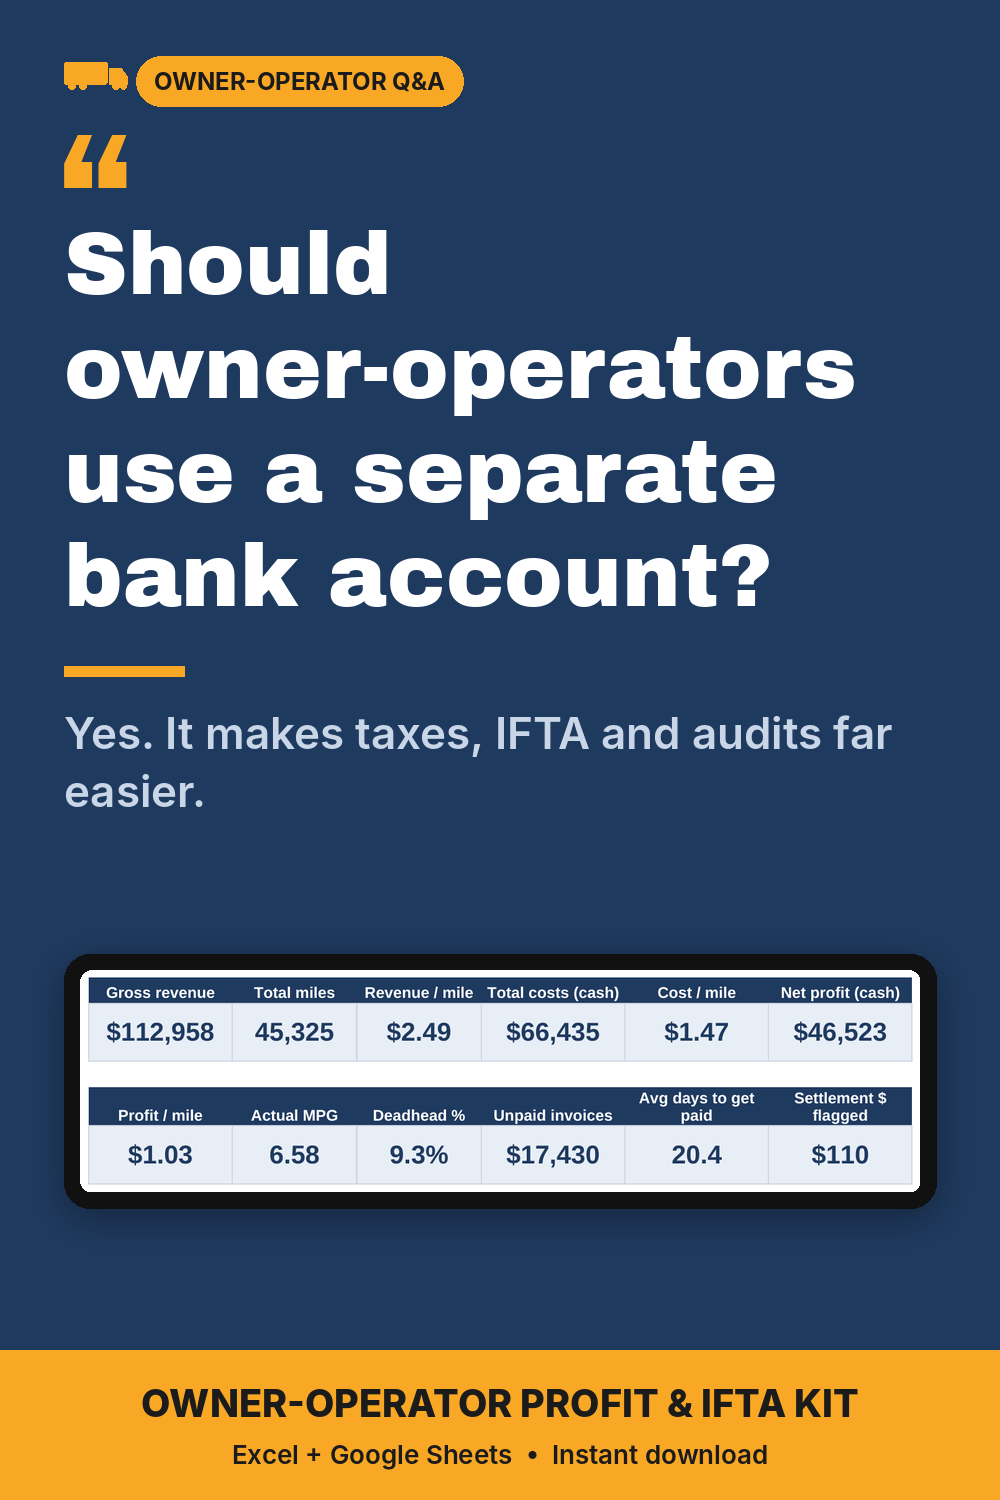 OWNER-OPERATOR Q&A
“
Should
owner-operators
use a separate
bank account?
Yes. It makes taxes, IFTA and audits far
easier.
Gross revenue Total miles Revenue / mile Total costs (cash) Cost / mile Net profit (cash)
$112,958 45,325 $2.49 $66,435 $1.47 $46,523
Profit / mile Actual MPG Deadhead % Unpaid invoices Avg days to get paid Settlement $ flagged
$1.03 6.58 9.3% $17,430 20.4 $110
OWNER-OPERATOR PROFIT & IFTA KIT
Excel + Google Sheets • Instant download